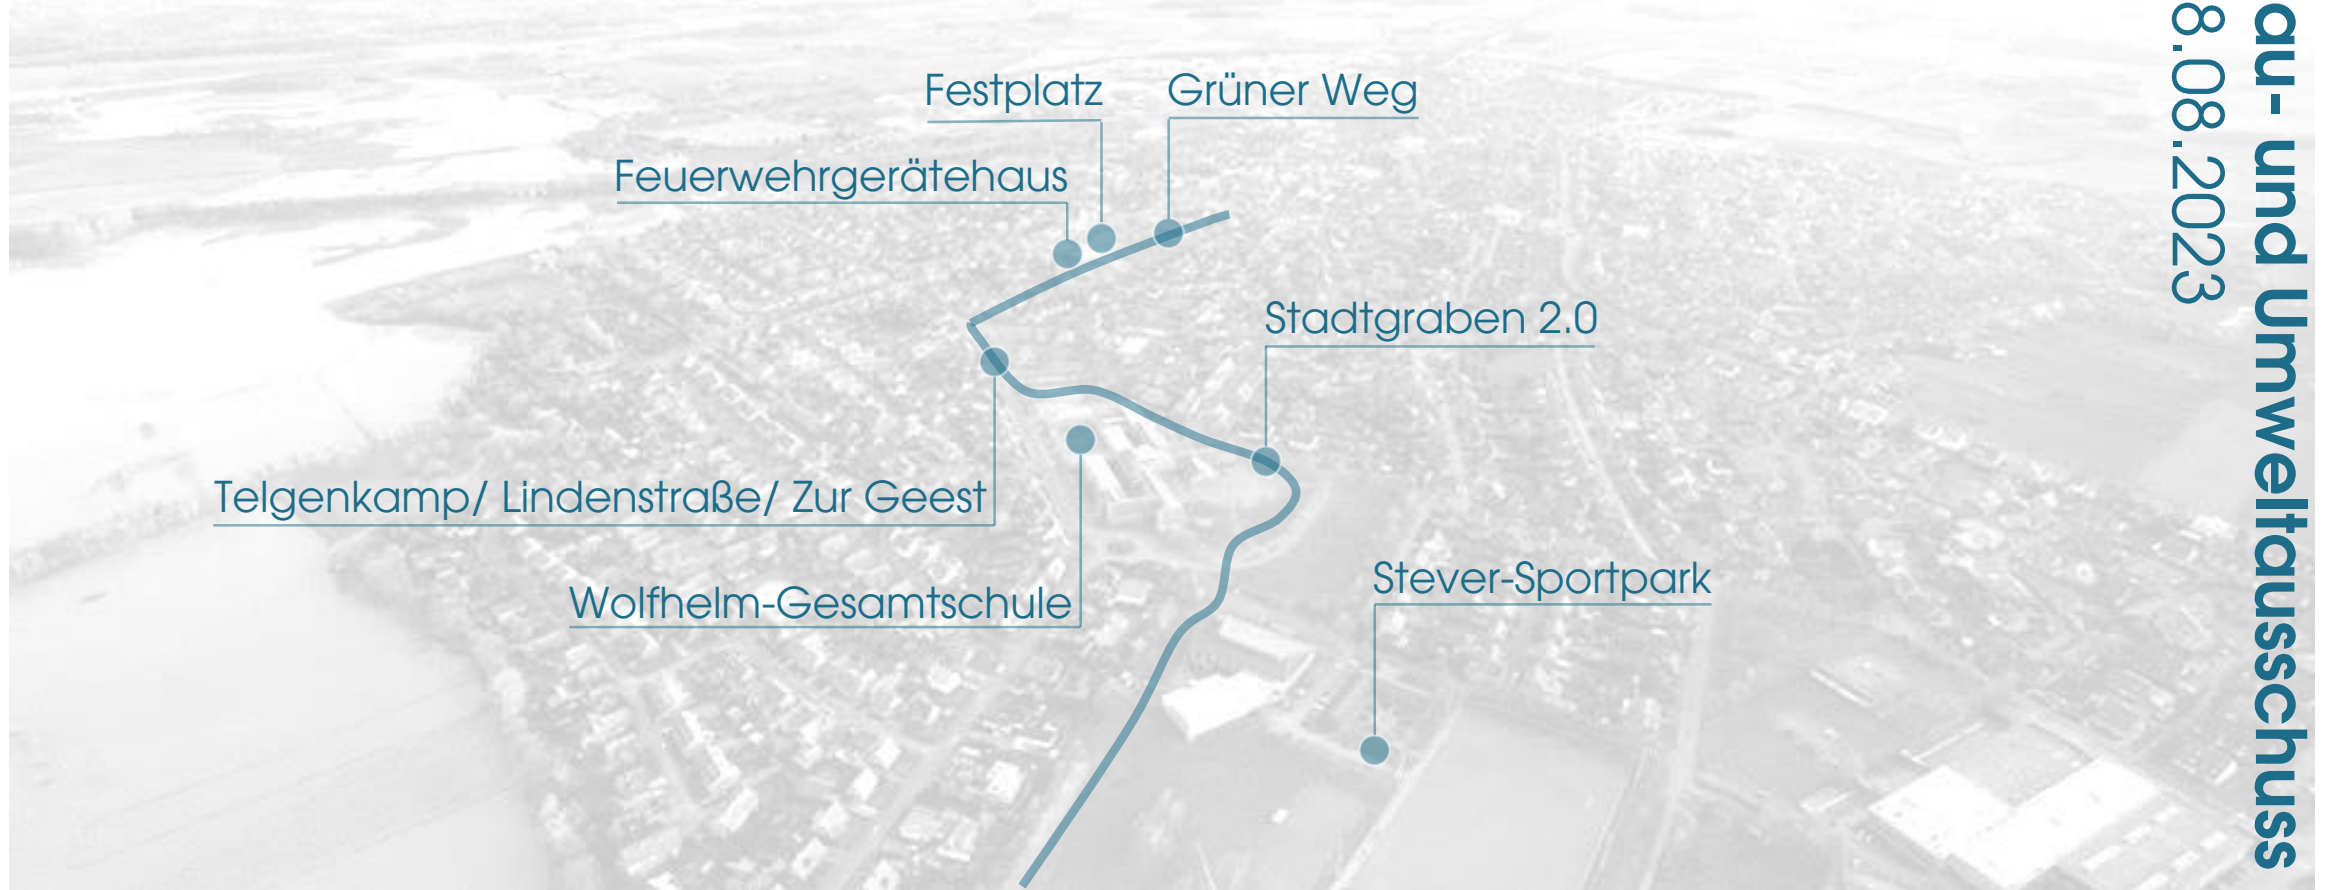 Festplatz
Grüner Weg
Feuerwehrgerätehaus
Stadtgraben 2.0
Telgenkamp/ Lindenstraße/ Zur Geest
Stever-Sportpark
Wolfhelm-Gesamtschule
au- und Umweltausschuss
8.08.2023